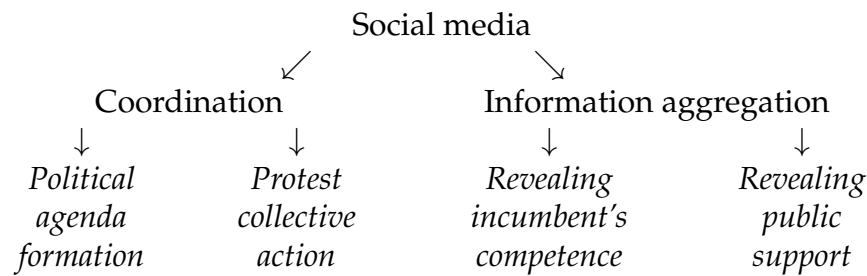 Social media
Coordination
Information aggregation
Political
agenda
formation
Protest
collective
action
Revealing
incumbent's
competence
Revealing
public
support